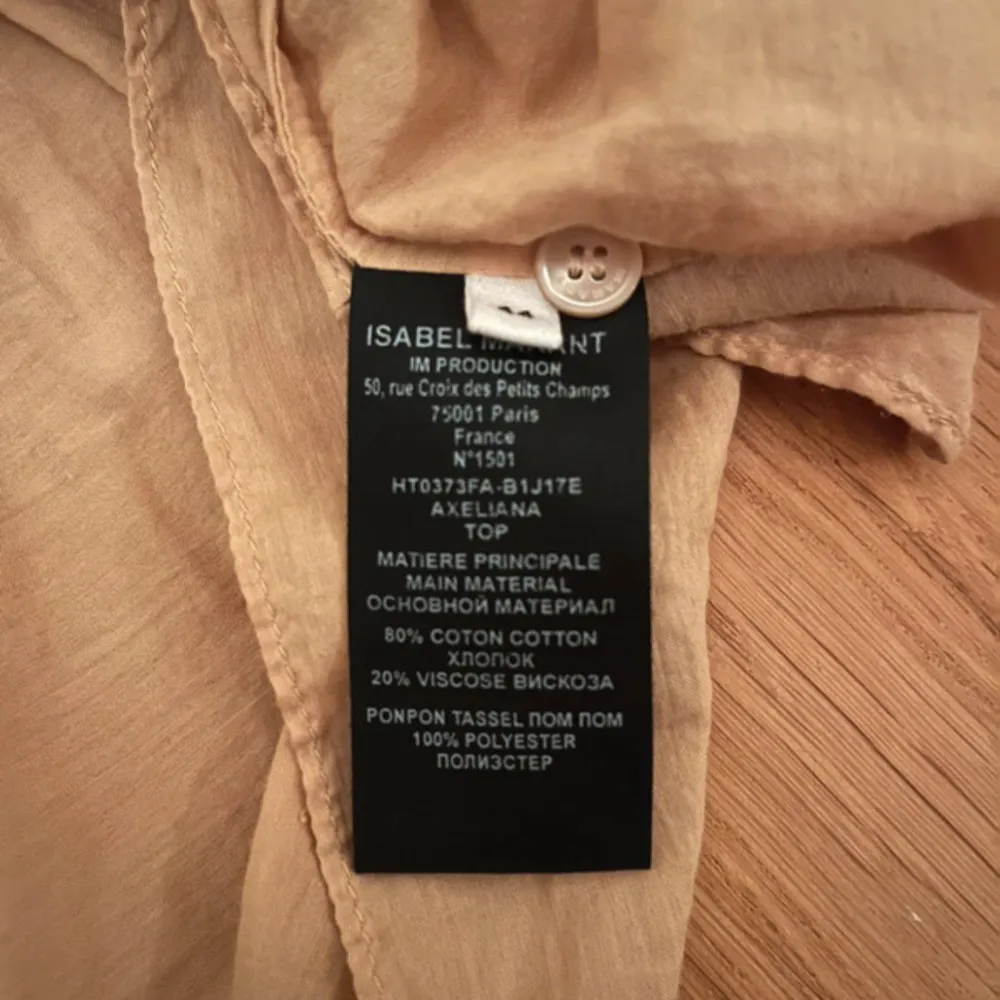 ISABEL MARANT
IM PRODUCTION
50, rue Croix des Petits Champs
75001 Paris
France
N°1501
HT0373FA-B1J17E
AXELIANA
TOP
MATIERE PRINCIPALE
MAIN MATERIAL
ОСНОВНОЙ МАТЕРИАЛ
80% COTON COTTON
ХЛОПОК
20% VISCOSE ВИСКОЗА
PONPON TASSEL ПОМ ПОМ
100% POLYESTER
ПОЛИЭСТЕР